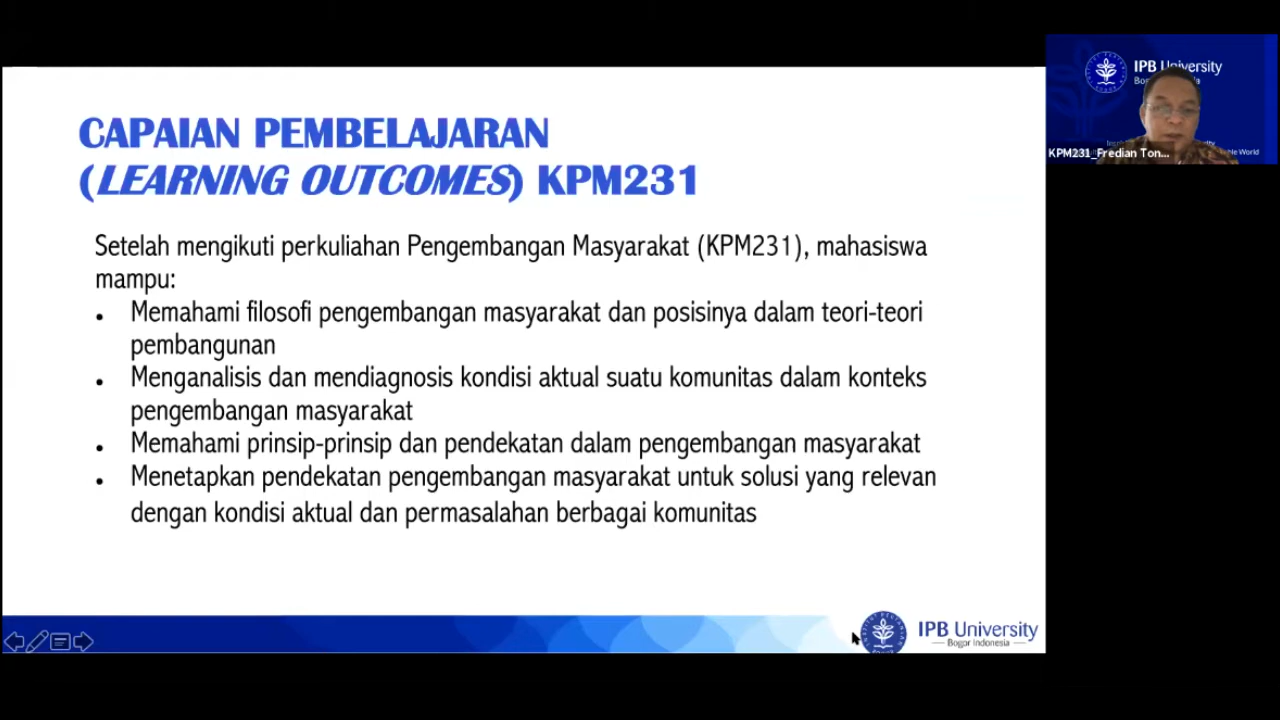 CAPAIAN PEMBELAJARAN
(LEARNING OUTCOMES) KPM231
Setelah mengikuti perkuliahan Pengembangan Masyarakat (KPM231), mahasiswa
mampu:
• Memahami filosofi pengembangan masyarakat dan posisinya dalam teori-teori
pembangunan
• Menganalisis dan mendiagnosis kondisi aktual suatu komunitas dalam konteks
pengembangan masyarakat
• Memahami prinsip-prinsip dan pendekatan dalam pengembangan masyarakat
• Menetapkan pendekatan pengembangan masyarakat untuk solusi yang relevan
dengan kondisi aktual dan permasalahan berbagai komunitas
IPB University
Bogor Indonesia
IPB University
KPM231_Fredian Ton...
World